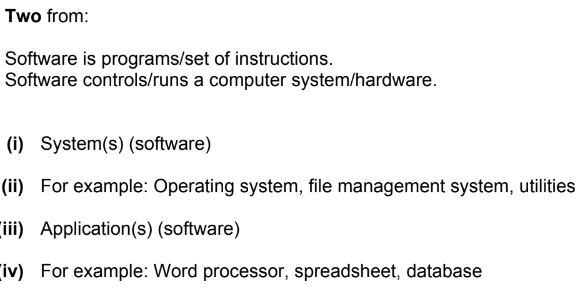 Two from:
Software is programs/set of instructions.
Software controls/runs a computer system/hardware.
(i) System(s) (software)
(ii) For example: Operating system, file management system, utilities
(iii) Application(s) (software)
(iv) For example: Word processor, spreadsheet, database